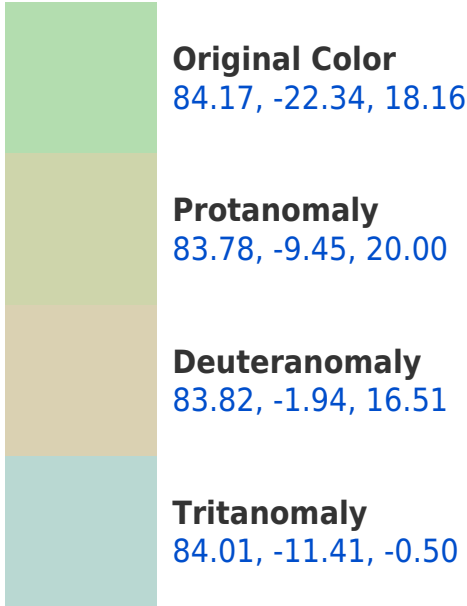 Original Color
84.17, -22.34, 18.16
Protanomaly
83.78, -9.45, 20.00
Deuteranomaly
83.82, -1.94, 16.51
Tritanomaly
84.01, -11.41, -0.50